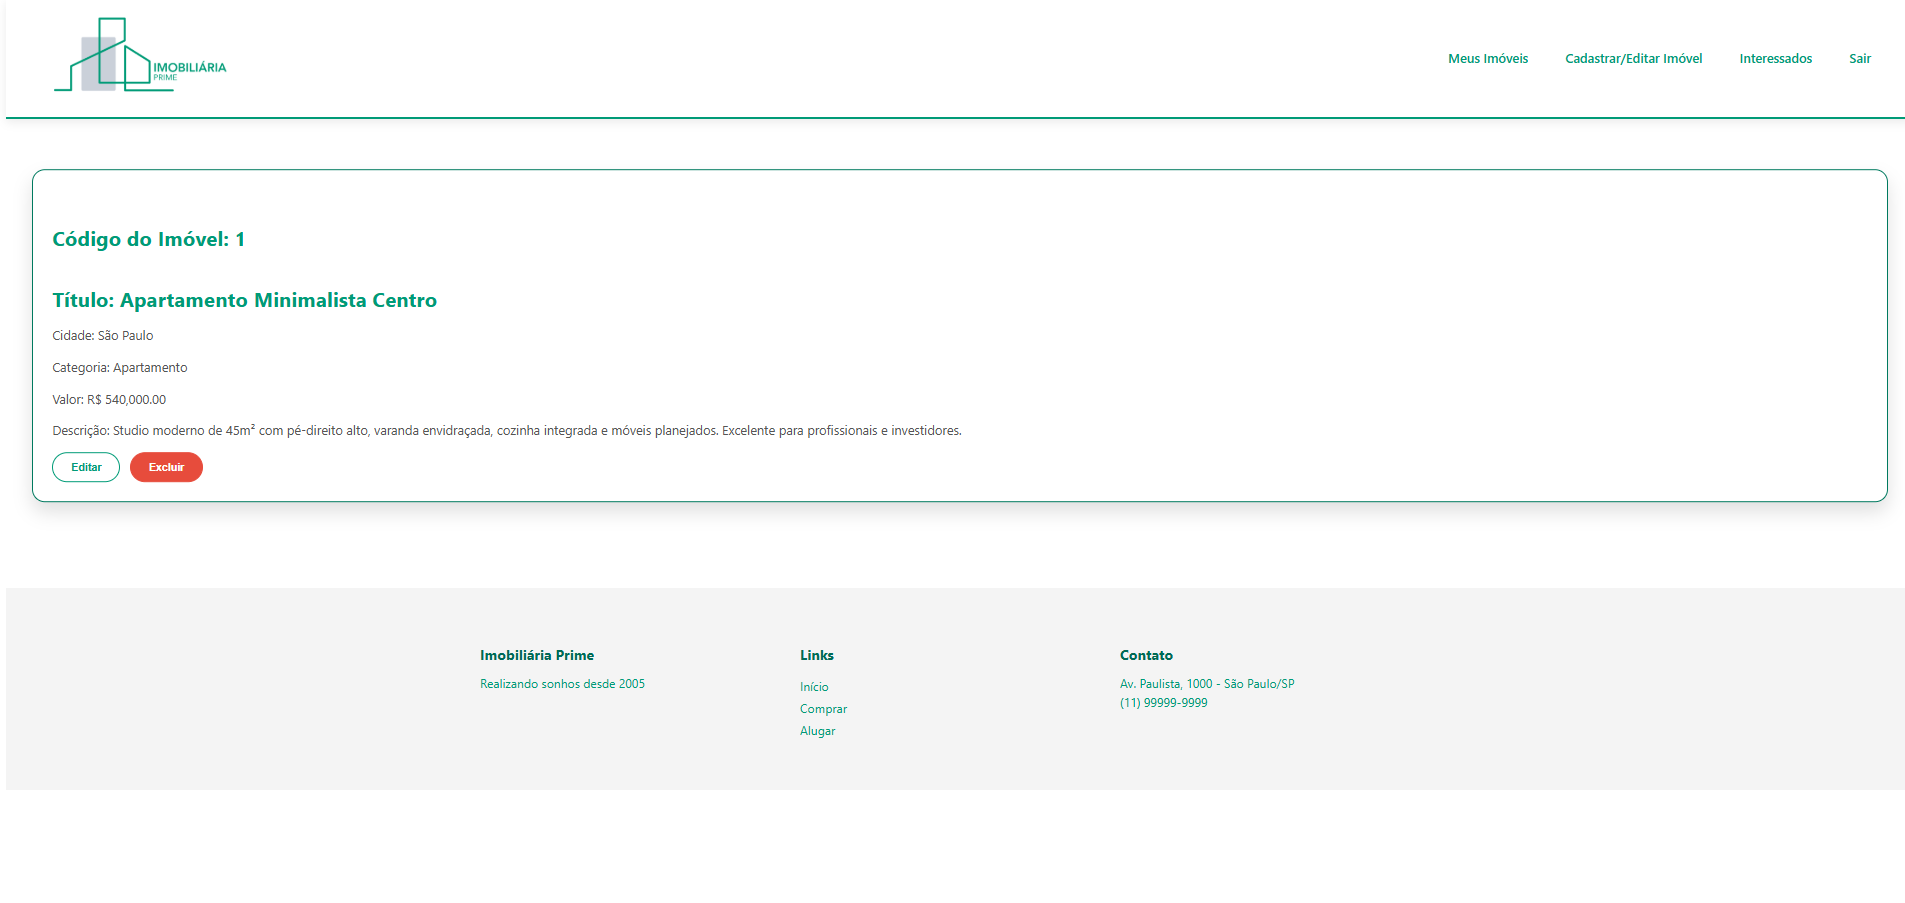 IMOBILIÁRIA
PRIME
Meus Imóveis Cadastrar/Editar Imóvel Interessados Sair
Código do Imóvel: 1
Título: Apartamento Minimalista Centro
Cidade: São Paulo
Categoria: Apartamento
Valor: R$ 540,000.00
Descrição: Studio moderno de 45m² com pé-direito alto, varanda envidraçada, cozinha integrada e móveis planejados. Excelente para profissionais e investidores.
Editar Excluir
Imobiliária Prime
Realizando sonhos desde 2005
Links
Início
Comprar
Alugar
Contato
Av. Paulista, 1000 - São Paulo/SP
(11) 99999-9999